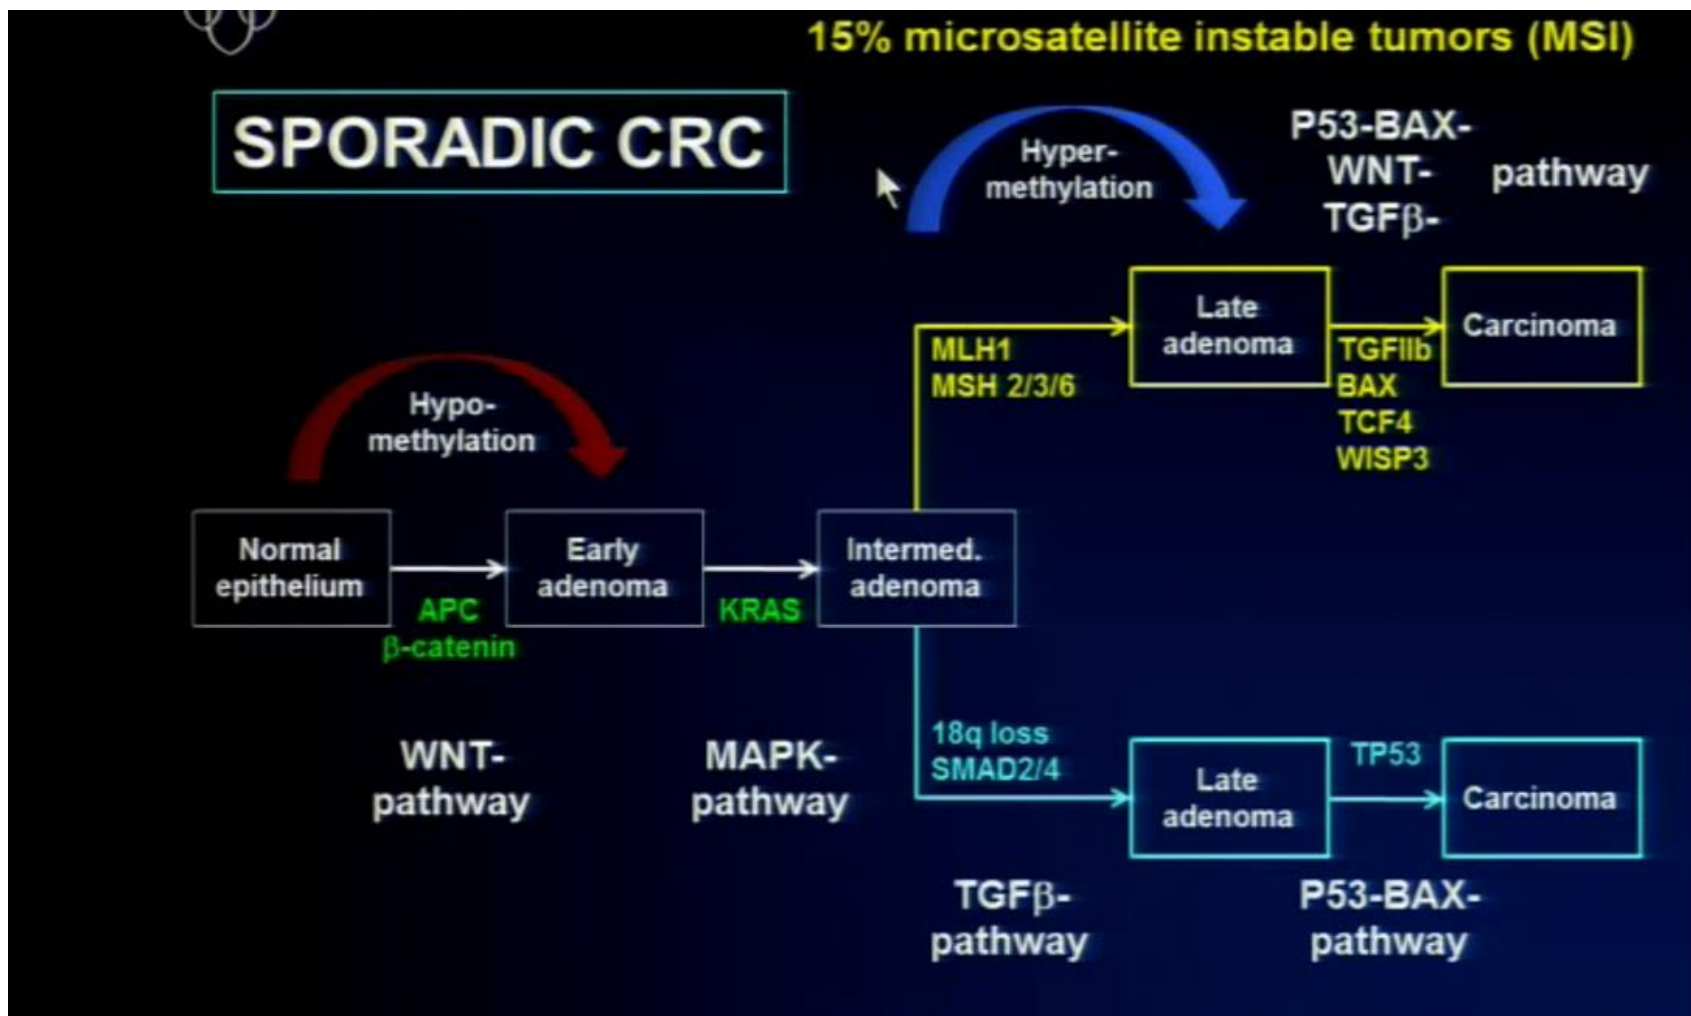 15% microsatellite instable tumors (MSI)
SPORADIC CRC
Hyper-
methylation
P53-BAX-
WNT- pathway
TGFβ-
Late
adenoma
Carcinoma
MLH1
MSH 2/3/6
TGFIIb
BAX
TCF4
WISP3
Hypo-
methylation
Normal
epithelium
Early
adenoma
Intermed.
adenoma
APC
β-catenin
KRAS
WNT-
pathway
MAPK-
pathway
18q loss
SMAD2/4
Late
adenoma
TP53
Carcinoma
TGFβ-
pathway
P53-BAX-
pathway